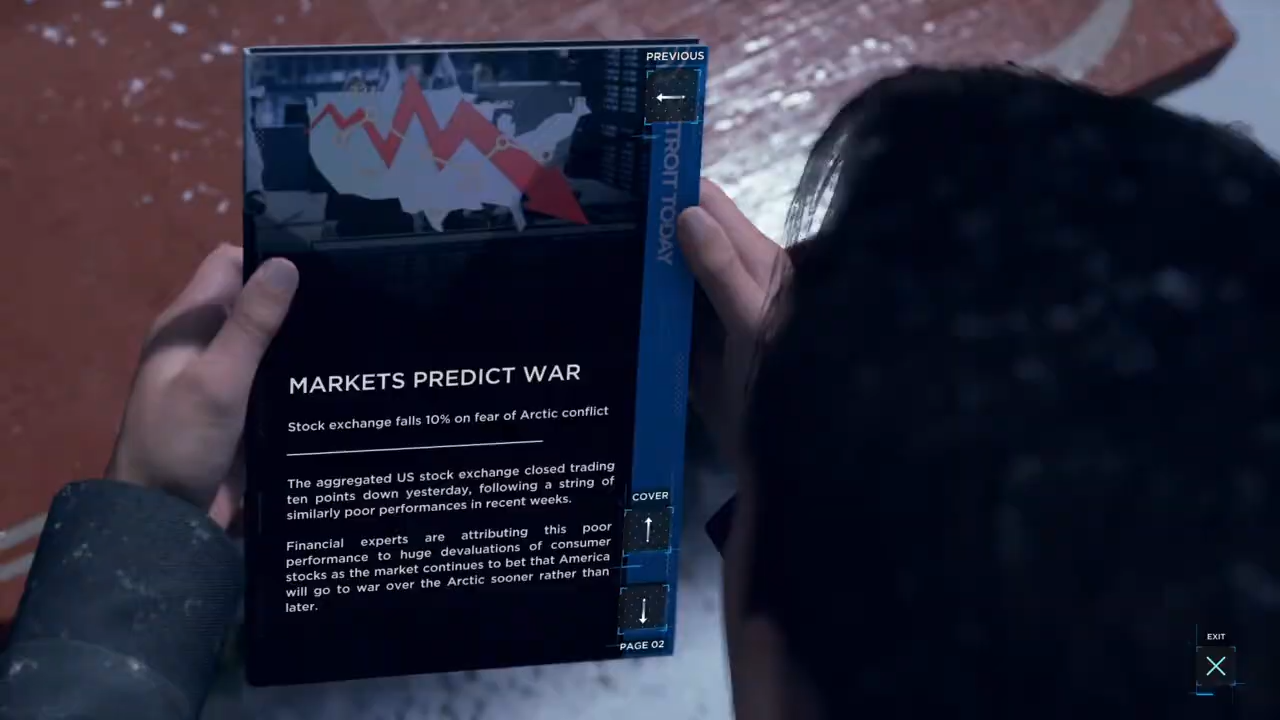 PREVIOUS
TROIT TODAY
MARKETS PREDICT WAR
Stock exchange falls 10% on fear of Arctic conflict
The aggregated US stock exchange closed trading
ten points down yesterday, following a string of
similarly poor performances in recent weeks.
Financial experts are attributing this poor
performance to huge devaluations of consumer
stocks as the market continues to bet that America
will go to war over the Arctic sooner rather than
later.
COVER
PAGE 02
EXIT